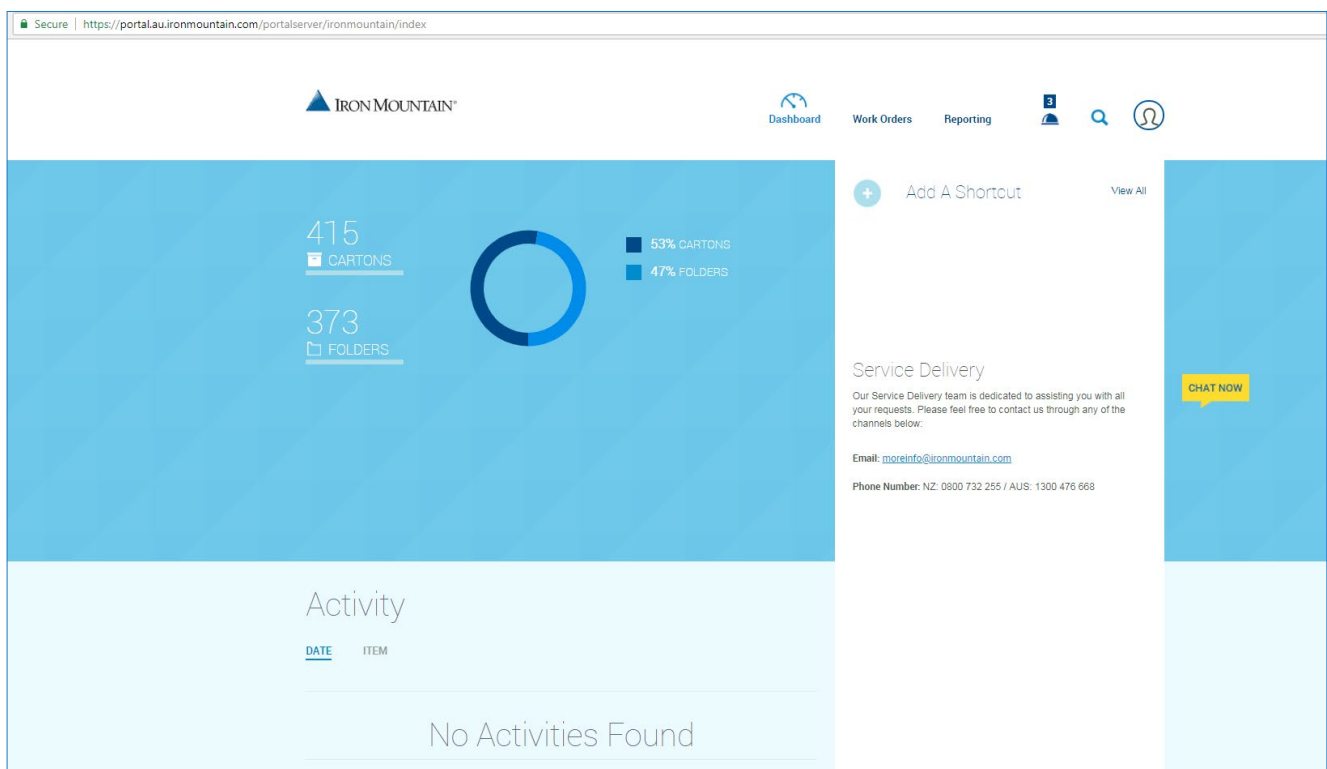 Secure | https://portal.au.ironmountain.com/portalserver/ironmountain/index
IRON MOUNTAIN®
Dashboard
Work Orders
Reporting
3
415
CARTONS
373
FOLDERS
53% CARTONS
47% FOLDERS
+ Add A Shortcut
View All
Service Delivery
Our Service Delivery team is dedicated to assisting you with all
your requests. Please feel free to contact us through any of the
channels below:
Email: moreinfo@ironmountain.com
Phone Number: NZ: 0800 732 255 / AUS: 1300 476 668
CHAT NOW
Activity
DATE
ITEM
No Activities Found